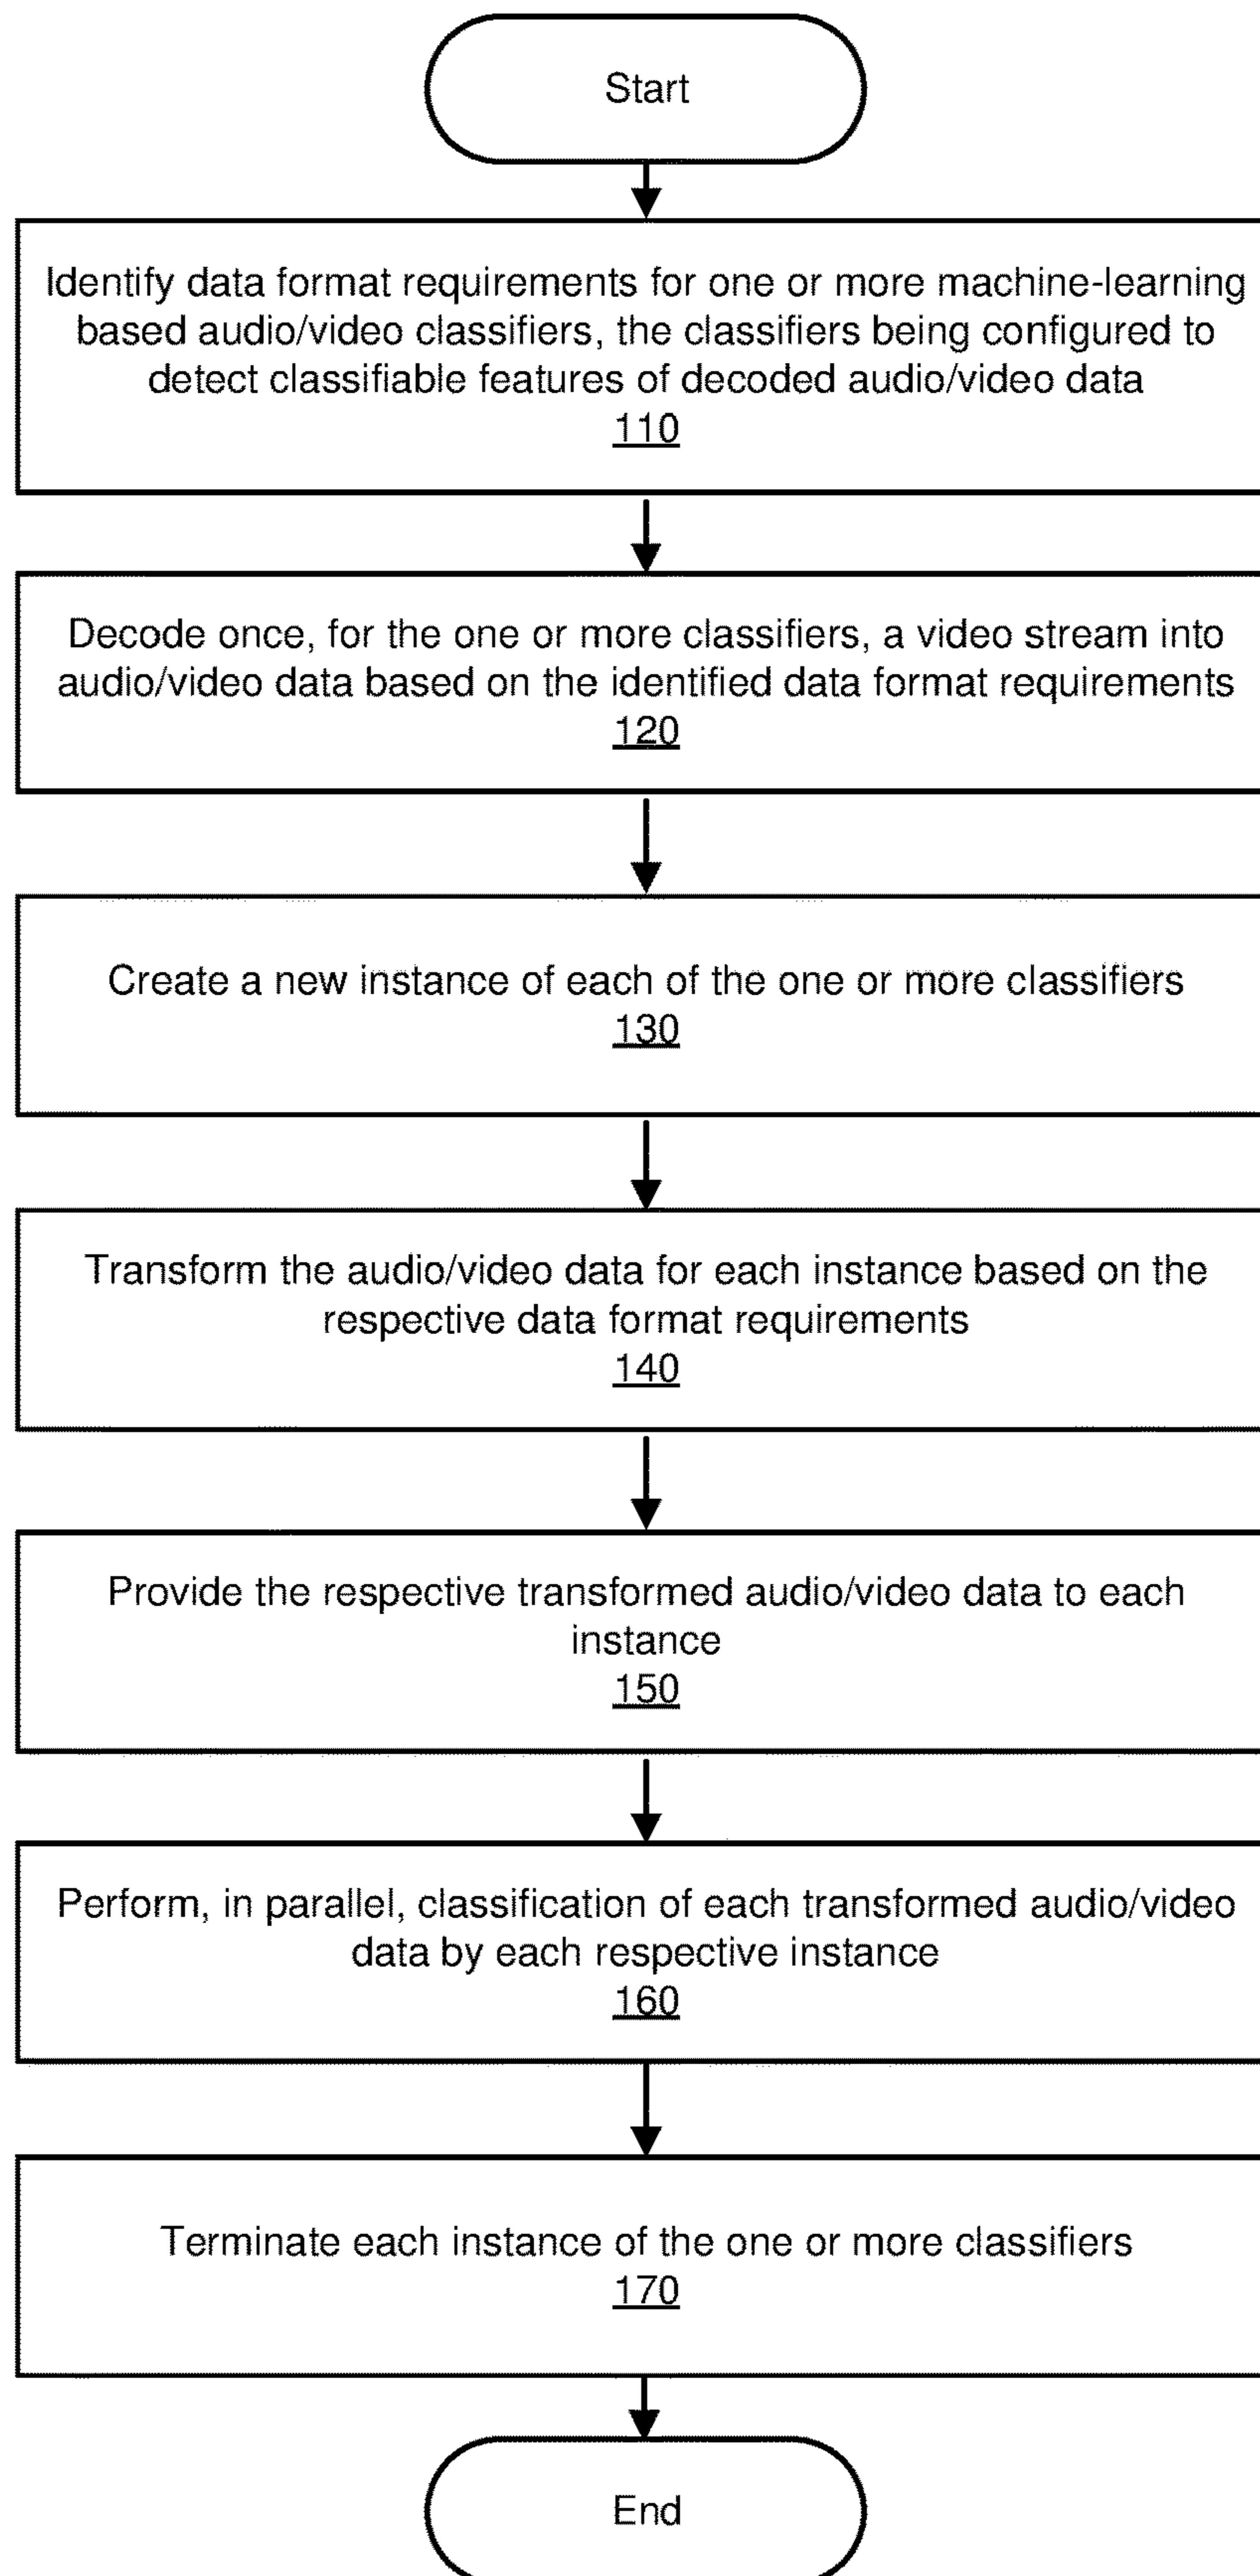 Start
Identify data format requirements for one or more machine-learning
based audio/video classifiers, the classifiers being configured to
detect classifiable features of decoded audio/video data
110
Decode once, for the one or more classifiers, a video stream into
audio/video data based on the identified data format requirements
120
Create a new instance of each of the one or more classifiers
130
Transform the audio/video data for each instance based on the
respective data format requirements
140
Provide the respective transformed audio/video data to each
instance
150
Perform, in parallel, classification of each transformed audio/video
data by each respective instance
160
Terminate each instance of the one or more classifiers
170
End